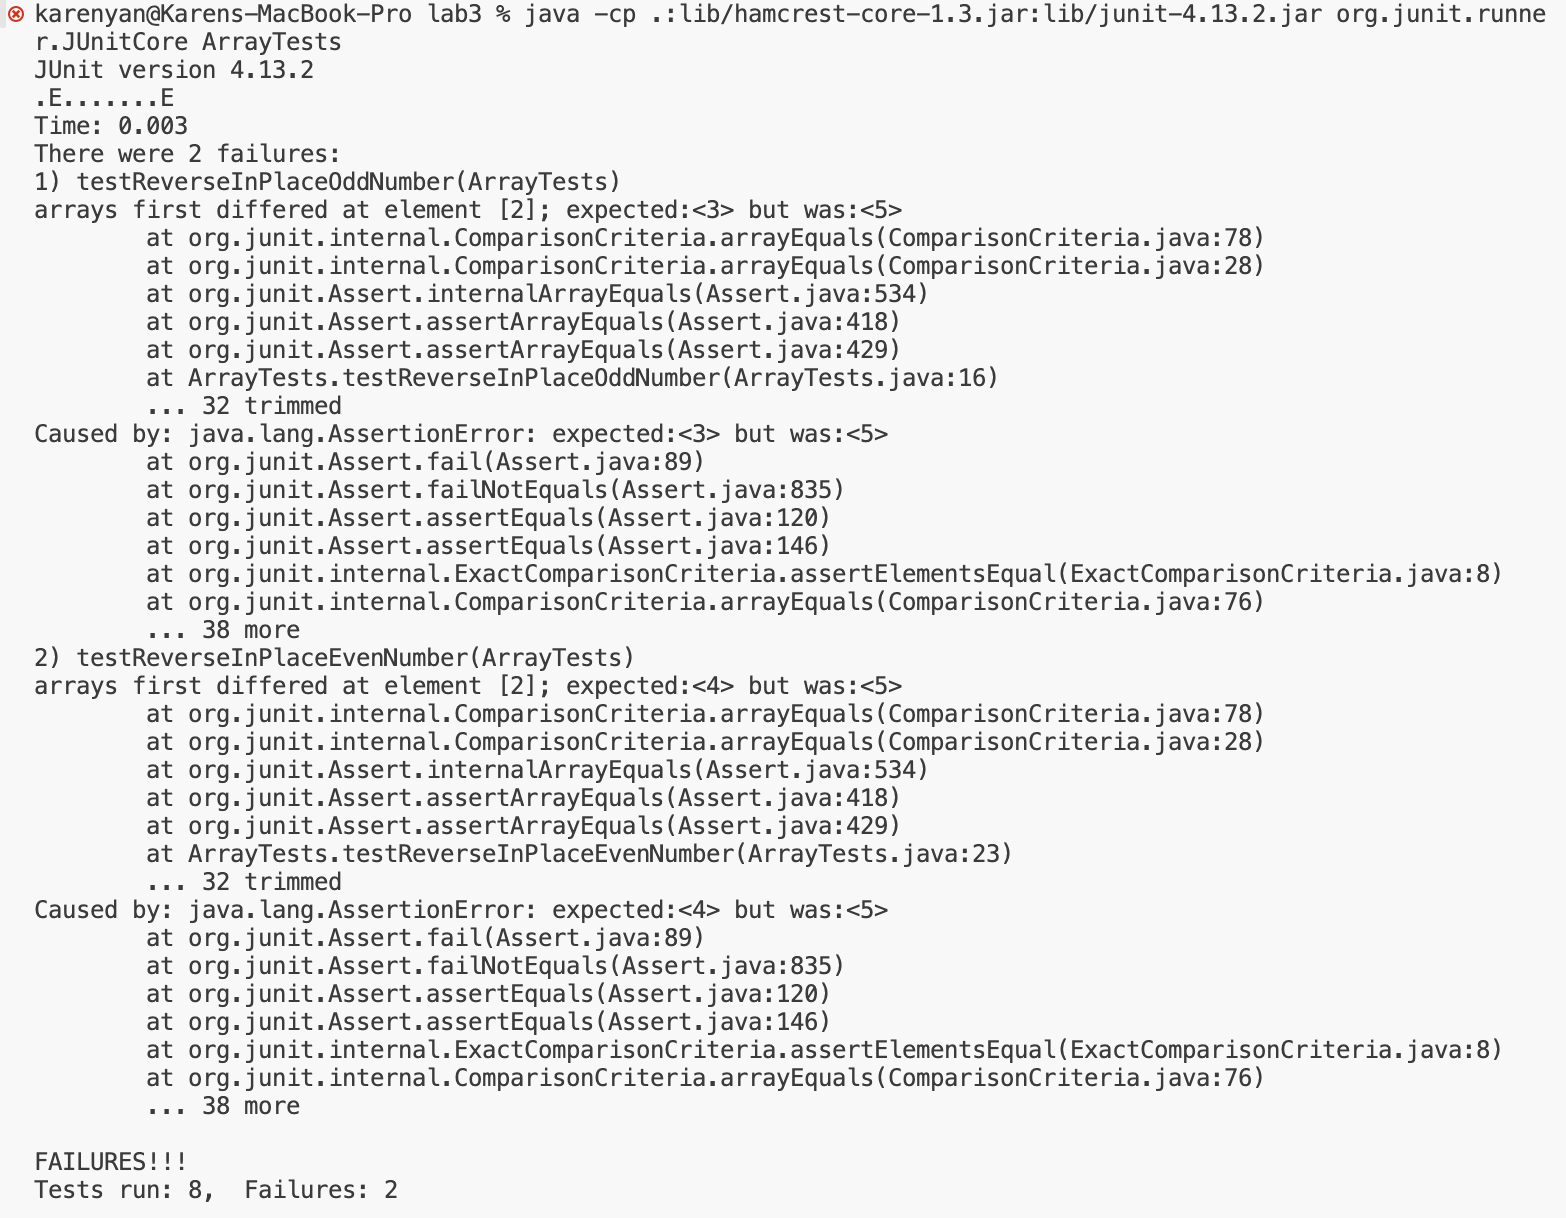 karenyan@Karens-MacBook-Pro lab3 % java -cp .:lib/hamcrest-core-1.3.jar:lib/junit-4.13.2.jar org.junit.runne
r.JUnitCore ArrayTests
JUnit version 4.13.2
.E.......E
Time: 0.003
There were 2 failures:
1) testReverseInPlaceOddNumber(ArrayTests)
arrays first differed at element [2]; expected:<3> but was:<5>
        at org.junit.internal.ComparisonCriteria.arrayEquals(ComparisonCriteria.java:78)
        at org.junit.internal.ComparisonCriteria.arrayEquals(ComparisonCriteria.java:28)
        at org.junit.Assert.internalArrayEquals(Assert.java:534)
        at org.junit.Assert.assertArrayEquals(Assert.java:418)
        at org.junit.Assert.assertArrayEquals(Assert.java:429)
        at ArrayTests.testReverseInPlaceOddNumber(ArrayTests.java:16)
        ... 32 trimmed
Caused by: java.lang.AssertionError: expected:<3> but was:<5>
        at org.junit.Assert.fail(Assert.java:89)
        at org.junit.Assert.failNotEquals(Assert.java:835)
        at org.junit.Assert.assertEquals(Assert.java:120)
        at org.junit.Assert.assertEquals(Assert.java:146)
        at org.junit.internal.ExactComparisonCriteria.assertElementsEqual(ExactComparisonCriteria.java:8)
        at org.junit.internal.ComparisonCriteria.arrayEquals(ComparisonCriteria.java:76)
        ... 38 more
2) testReverseInPlaceEvenNumber(ArrayTests)
arrays first differed at element [2]; expected:<4> but was:<5>
        at org.junit.internal.ComparisonCriteria.arrayEquals(ComparisonCriteria.java:78)
        at org.junit.internal.ComparisonCriteria.arrayEquals(ComparisonCriteria.java:28)
        at org.junit.Assert.internalArrayEquals(Assert.java:534)
        at org.junit.Assert.assertArrayEquals(Assert.java:418)
        at org.junit.Assert.assertArrayEquals(Assert.java:429)
        at ArrayTests.testReverseInPlaceEvenNumber(ArrayTests.java:23)
        ... 32 trimmed
Caused by: java.lang.AssertionError: expected:<4> but was:<5>
        at org.junit.Assert.fail(Assert.java:89)
        at org.junit.Assert.failNotEquals(Assert.java:835)
        at org.junit.Assert.assertEquals(Assert.java:120)
        at org.junit.Assert.assertEquals(Assert.java:146)
        at org.junit.internal.ExactComparisonCriteria.assertElementsEqual(ExactComparisonCriteria.java:8)
        at org.junit.internal.ComparisonCriteria.arrayEquals(ComparisonCriteria.java:76)
        ... 38 more

FAILURES!!!
Tests run: 8,  Failures: 2